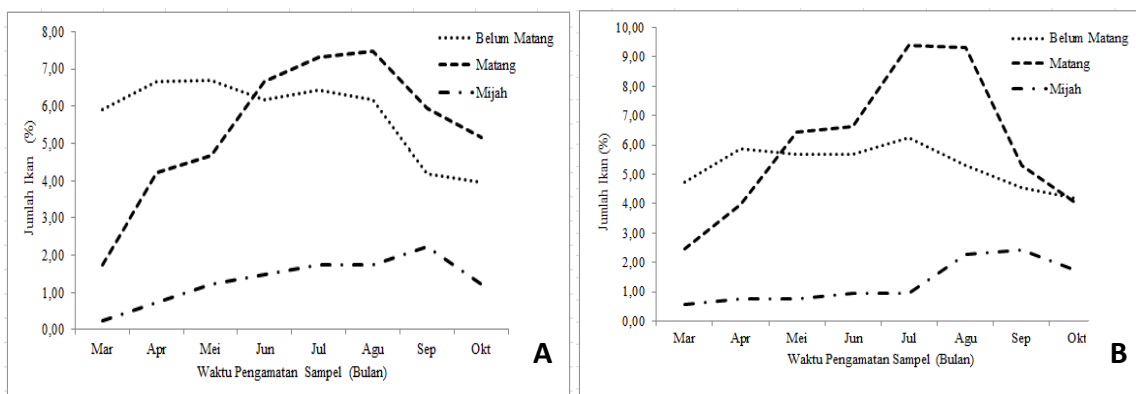 8,00
7,00
6,00
5,00
4,00
3,00
2,00
1,00
0,00
Jumlah Ikan (%)
Belum Matang
Matang
Mijah
Mar Apr Mei Jun Jul Agu Sep Okt
Waktu Pengamatan Sampel (Bulan)
A
10,00
9,00
8,00
7,00
6,00
5,00
4,00
3,00
2,00
1,00
0,00
Jumlah Ikan (%)
Belum Matang
Matang
Mijah
Mar Apr Mei Jun Jul Agu Sep Okt
Waktu Pengamatan Sampel (Bulan)
B